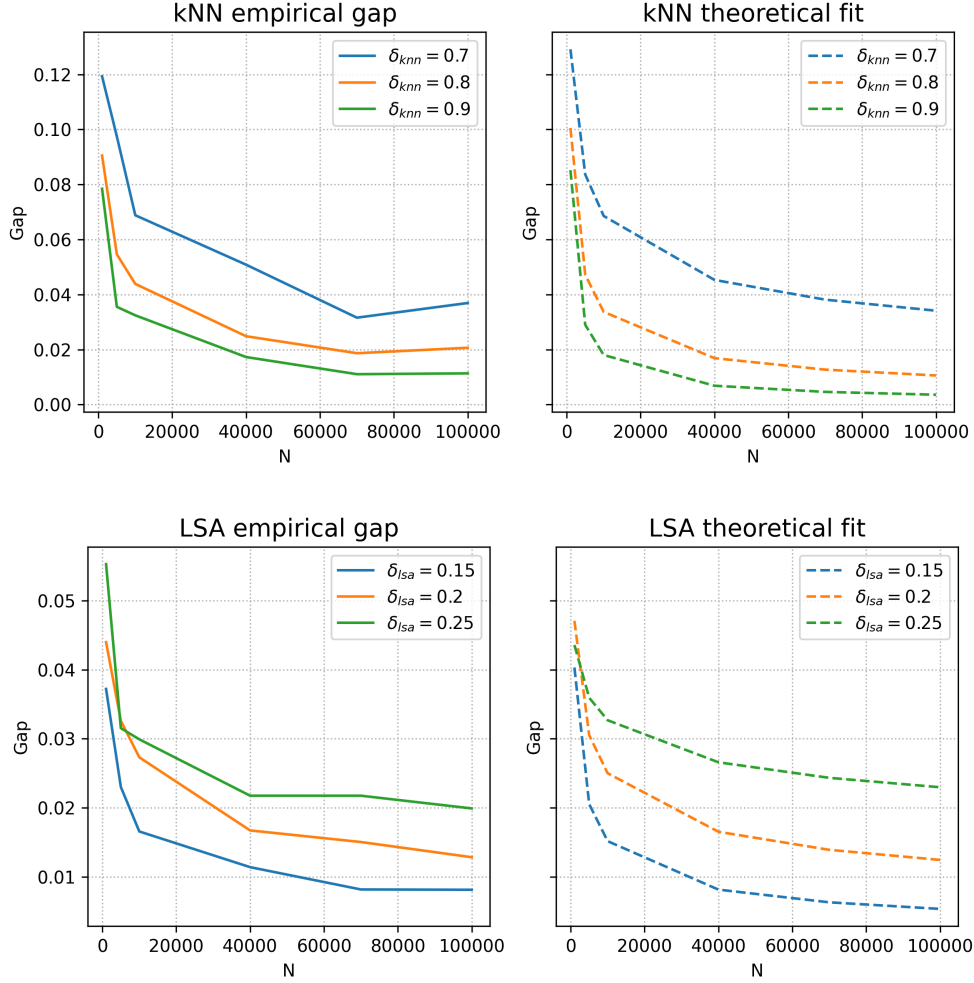 kNN empirical gap
kNN theoretical fit
0.12
0.10
0.08
0.06
0.04
0.02
0.00
Gap
δknn = 0.7
δknn = 0.8
δknn = 0.9
0 20000 40000 60000 80000 100000
N
Gap
δknn = 0.7
δknn = 0.8
δknn = 0.9
0 20000 40000 60000 80000 100000
N
LSA empirical gap
LSA theoretical fit
0.05
0.04
0.03
0.02
0.01
Gap
δlsa = 0.15
δlsa = 0.2
δlsa = 0.25
0 20000 40000 60000 80000 100000
N
Gap
δlsa = 0.15
δlsa = 0.2
δlsa = 0.25
0 20000 40000 60000 80000 100000
N